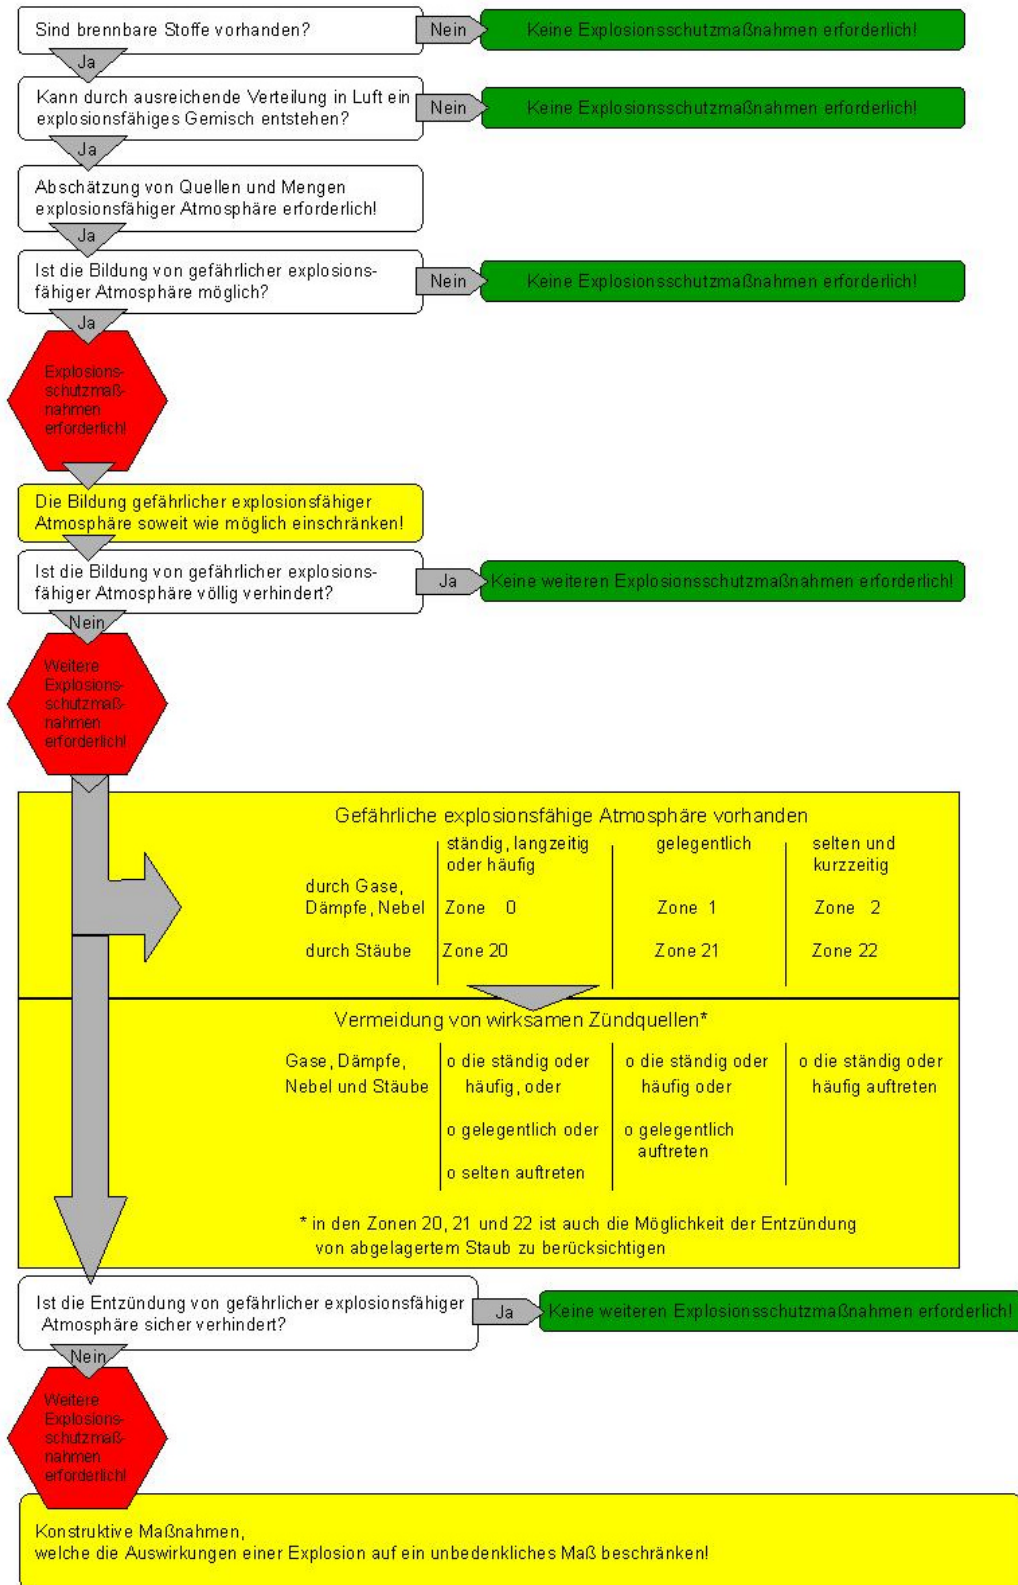 Sind brennbare Stoffe vorhanden?
Nein
Keine Explosionsschutzmaßnahmen erforderlich!
Ja
Kann durch ausreichende Verteilung in Luft ein
explosionsfähiges Gemisch entstehen?
Nein
Keine Explosionsschutzmaßnahmen erforderlich!
Ja
Abschätzung von Quellen und Mengen
explosionsfähiger Atmosphäre erforderlich!
Ja
Ist die Bildung von gefährlicher explosions-
fähiger Atmosphäre möglich?
Nein
Keine Explosionsschutzmaßnahmen erforderlich!
Ja
Explosions-
schutzmaß-
nahmen
erforderlich!
Die Bildung gefährlicher explosionsfähiger
Atmosphäre soweit wie möglich einschränken!
Ist die Bildung von gefährlicher explosions-
fähiger Atmosphäre völlig verhindert?
Ja
Keine weiteren Explosionsschutzmaßnahmen erforderlich!
Nein
Weitere
Explosions-
schutzmaß-
nahmen
erforderlich!
Gefährliche explosionsfähige Atmosphäre vorhanden
ständig, langzeitig
oder häufig
gelegentlich
selten und
kurzzeitig
durch Gase,
Dämpfe, Nebel
Zone 0
Zone 1
Zone 2
durch Stäube
Zone 20
Zone 21
Zone 22
Vermeidung von wirksamen Zündquellen*
Gase, Dämpfe,
Nebel und Stäube
o die ständig oder
häufig, oder
o gelegentlich oder
o selten auftreten
o die ständig oder
häufig oder
o gelegentlich
auftreten
o die ständig oder
häufig auftreten
* in den Zonen 20, 21 und 22 ist auch die Möglichkeit der Entzündung
von abgelagertem Staub zu berücksichtigen
Ist die Entzündung von gefährlicher explosionsfähiger
Atmosphäre sicher verhindert?
Ja
Keine weiteren Explosionsschutzmaßnahmen erforderlich!
Nein
Weitere
Explosions-
schutzmaß-
nahmen
erforderlich!
Konstruktive Maßnahmen,
welche die Auswirkungen einer Explosion auf ein unbedenkliches Maß beschränken!